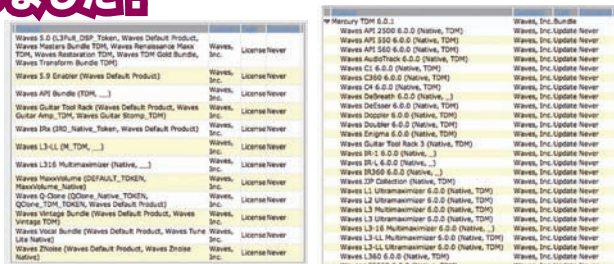 ました!
Waves 5.0 (L3Full_DSP_Token, Waves Default Product,
Waves Masters Bundle TDM, Waves Renaissance Maxx
TDM, Waves Restoration TDM, Waves TDM Gold Bundle,
Waves Transform Bundle TDM)
Waves, Inc.
License Never
Waves 5.9 Enabler (Waves Default Product)
Waves, Inc.
License Never
Waves API Bundle (TDM, __)
Waves, Inc.
License Never
Waves Guitar Tool Rack (Waves Default Product, Waves
Guitar Amp_TDM, Waves Guitar Stomp_TDM)
Waves, Inc.
License Never
Waves IRx (IR0_Native_Token, Waves Default Product)
Waves, Inc.
License Never
Waves L3-LL (M_TDM, __)
Waves, Inc.
License Never
Waves L316 Multimaximizer (Native, __)
Waves, Inc.
License Never
Waves MaxxVolume (DEFAULT_TOKEN,
MaxxVolume_Native)
Waves, Inc.
License Never
Waves Q-Clone (QClone_Native_TOKEN,
QClone_TDM_TOKEN, Waves Default Product)
Waves, Inc.
License Never
Waves Vintage Bundle (Waves Default Product, Waves
Vintage TDM)
Waves, Inc.
License Never
Waves Vocal Bundle (Waves Default Product, Waves Tune
Lite Native)
Waves, Inc.
License Never
Waves ZNoise (Waves Default Product, Waves Znoise
Native)
Waves, Inc.
License Never
Mercury TDM 6.0.1 Waves, Inc. Bundle
Waves API 2500 6.0.0 (Native, TDM) Waves, Inc. Update Never
Waves API 550 6.0.0 (Native, TDM) Waves, Inc. Update Never
Waves API 560 6.0.0 (Native, TDM) Waves, Inc. Update Never
Waves AudioTrack 6.0.0 (Native, TDM) Waves, Inc. Update Never
Waves C1 6.0.0 (Native, TDM) Waves, Inc. Update Never
Waves C360 6.0.0 (Native, TDM) Waves, Inc. Update Never
Waves C4 6.0.0 (Native, TDM) Waves, Inc. Update Never
Waves DeBreath 6.0.0 (Native, _) Waves, Inc. Update Never
Waves DeEsser 6.0.0 (Native, TDM) Waves, Inc. Update Never
Waves Doppler 6.0.0 (Native, TDM) Waves, Inc. Update Never
Waves Doubler 6.0.0 (Native, TDM) Waves, Inc. Update Never
Waves Enigma 6.0.0 (Native, TDM) Waves, Inc. Update Never
Waves Guitar Tool Rack 3 (Native, TDM) Waves, Inc. Update Never
Waves IR-1 6.0.0 (Native, _) Waves, Inc. Update Never
Waves IR-L 6.0.0 (Native, _) Waves, Inc. Update Never
Waves IR360 6.0.0 (Native, _) Waves, Inc. Update Never
Waves JJP Collection (Native, TDM) Waves, Inc. Update Never
Waves L1 Ultramaximizer 6.0.0 (Native, TDM) Waves, Inc. Update Never
Waves L2 Ultramaximizer 6.0.0 (Native, TDM) Waves, Inc. Update Never
Waves L3 Multimaximizer 6.0.0 (Native, TDM) Waves, Inc. Update Never
Waves L3 Ultramaximizer 6.0.0 (Native, TDM) Waves, Inc. Update Never
Waves L3-16 Multimaximizer 6.0.0 (Native, _) Waves, Inc. Update Never
Waves L3-LL Multimaximizer 6.0.0 (Native, TDM) Waves, Inc. Update Never
Waves L3-LL Ultramaximizer 6.0.0 (Native, TDM) Waves, Inc. Update Never
Waves L360 6.0.0 (Native, TDM) Waves, Inc. Update Never